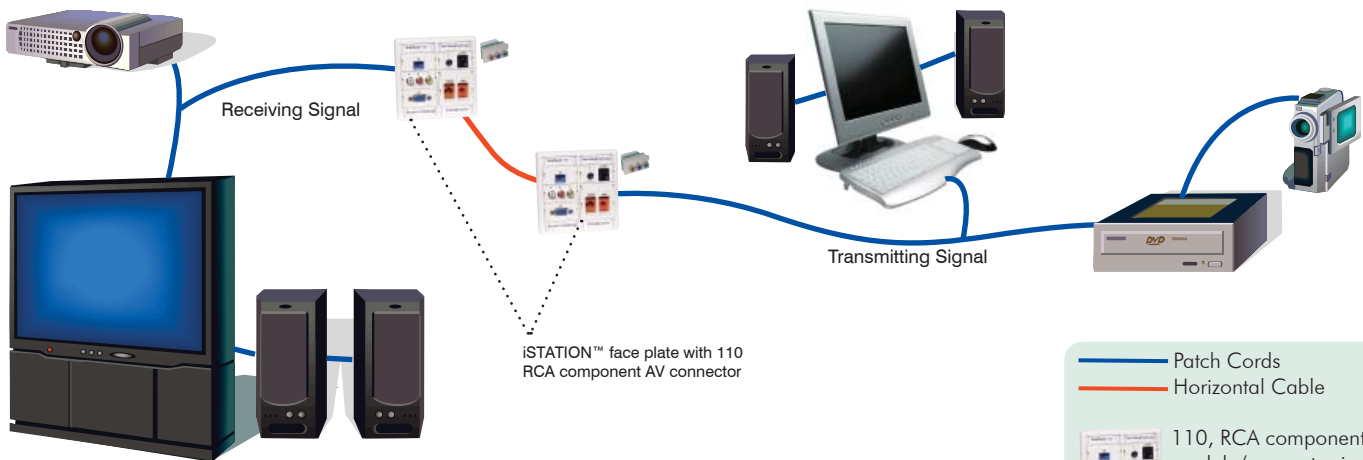 Receiving Signal
Transmitting Signal
DVD
iSTATION™ face plate with 110
RCA component AV connector
Patch Cords
Horizontal Cable
110, RCA component